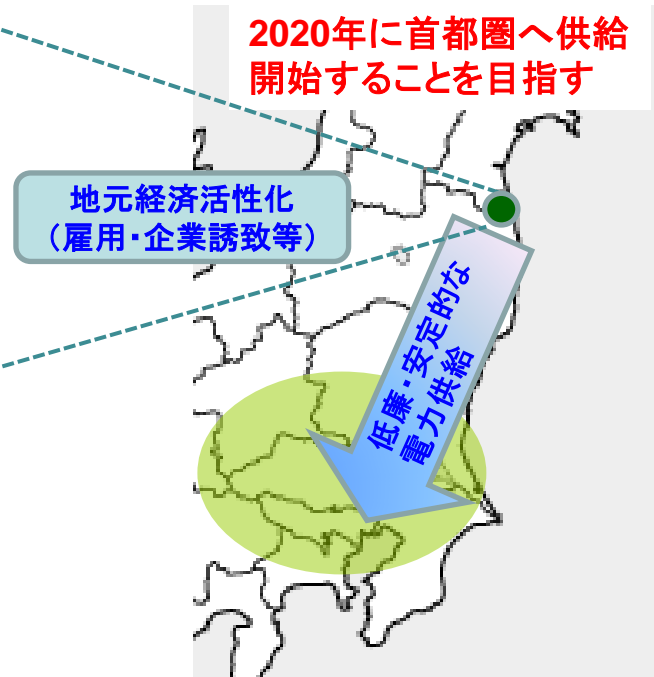 2020年に首都圏へ供給
開始することを目指す
地元経済活性化
（雇用・企業誘致等）
低廉・安定的な
電力供給